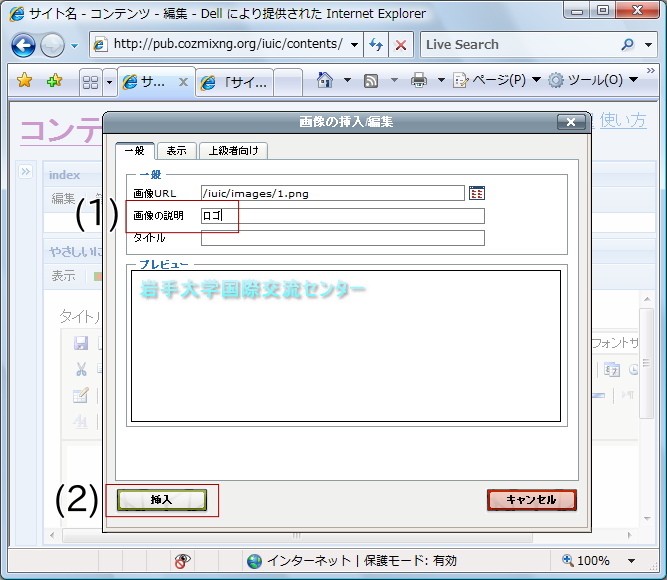 サイト名 - コンテンツ - 編集 - Dell により提供された Internet Explorer
http://pub.cozmixng.org/iuic/contents/
Live Search
サ...
「サイト...
ページ(P)
ツール(O)
コンテ
使い方
画像の挿入/編集
一般
表示
上級者向け
index
編集
一般
画像URL
/iuic/images/1.png
(1)
画像の説明
ロゴ
タイトル
やさしいに
表示
プレビュー
岩手大学国際交流センター
タイトル
フォントサ
(2)
挿入
キャンセル
インターネット | 保護モード: 有効
100%